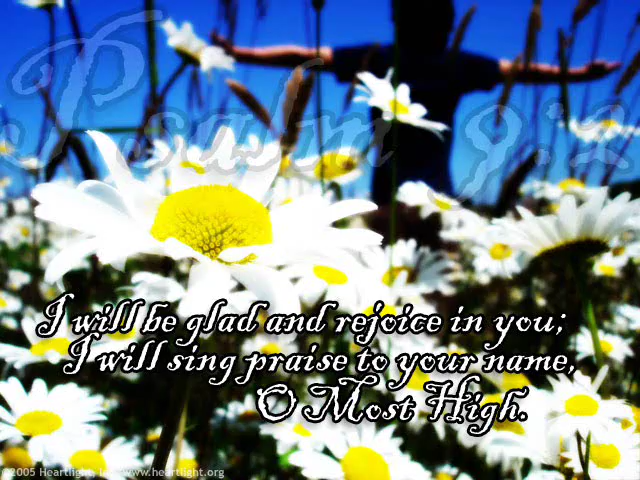 Psalm 9:2
I will be glad and rejoice in you;
I will sing praise to your name,
O Most High.
©2005 Heartlight, Inc. www.heartlight.org